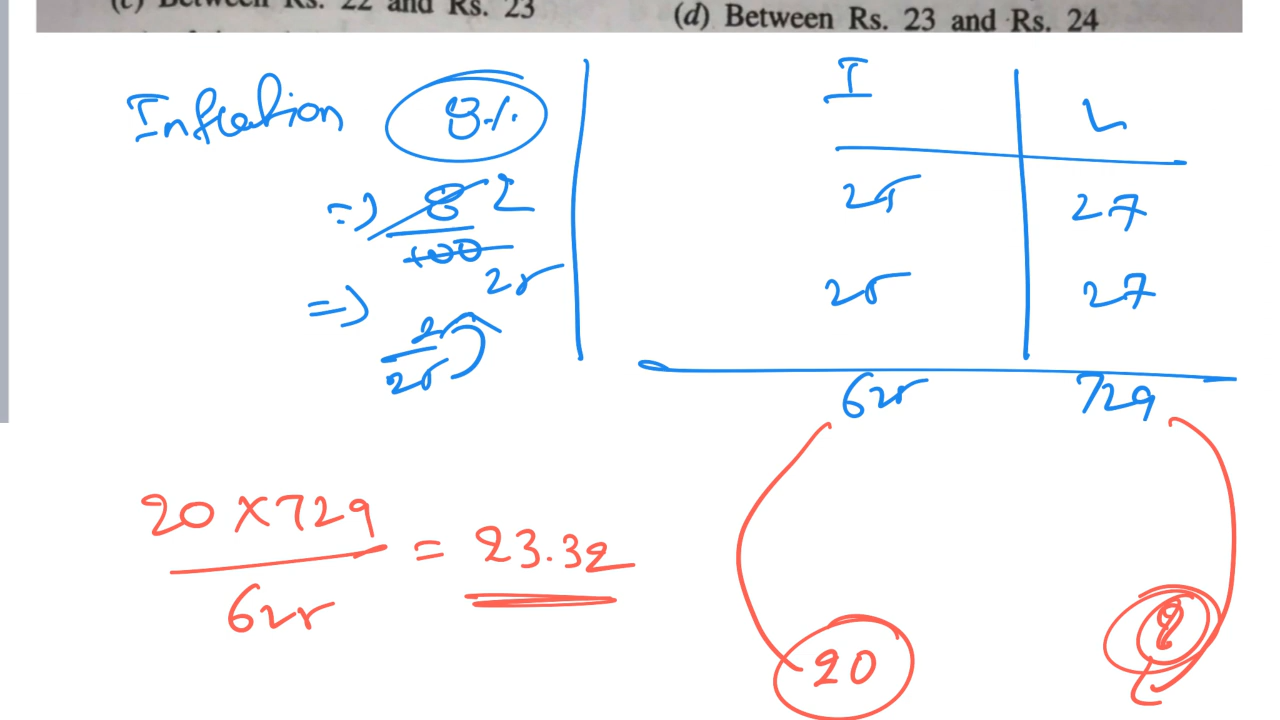 (c) Between Rs. 22 and Rs. 23
(d) Between Rs. 23 and Rs. 24
Inflation 8%
I L
=> 8/100 2 25
25 27
=> 2/25
25 27
625 729
20 × 729 / 625 = 23.32
20 ?